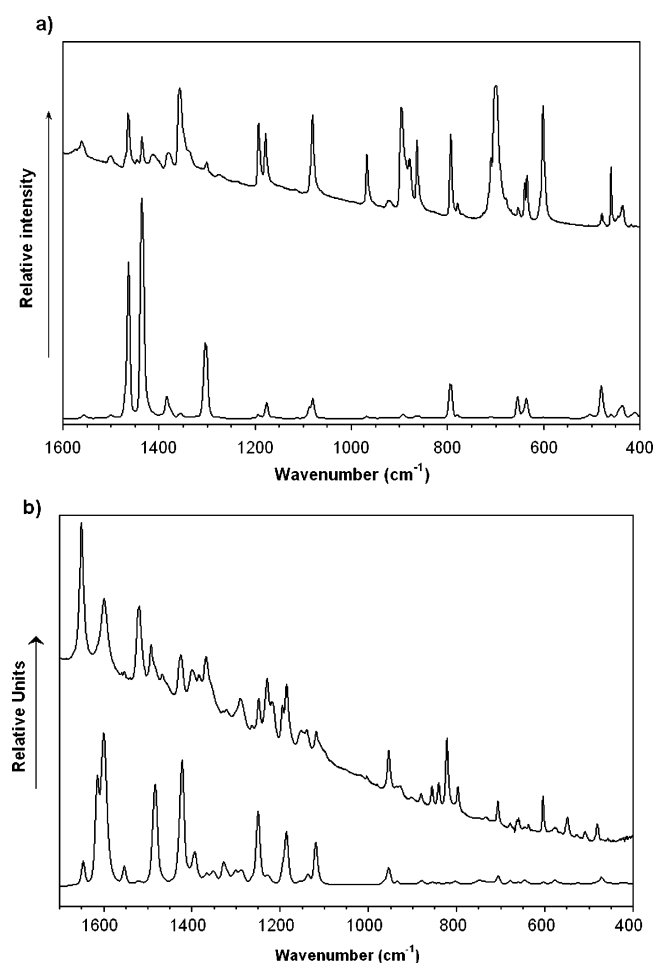 a)
Relative intensity
1600 1400 1200 1000 800 600 400
Wavenumber (cm-1)
b)
Relative Units
1600 1400 1200 1000 800 600 400
Wavenumber (cm-1)